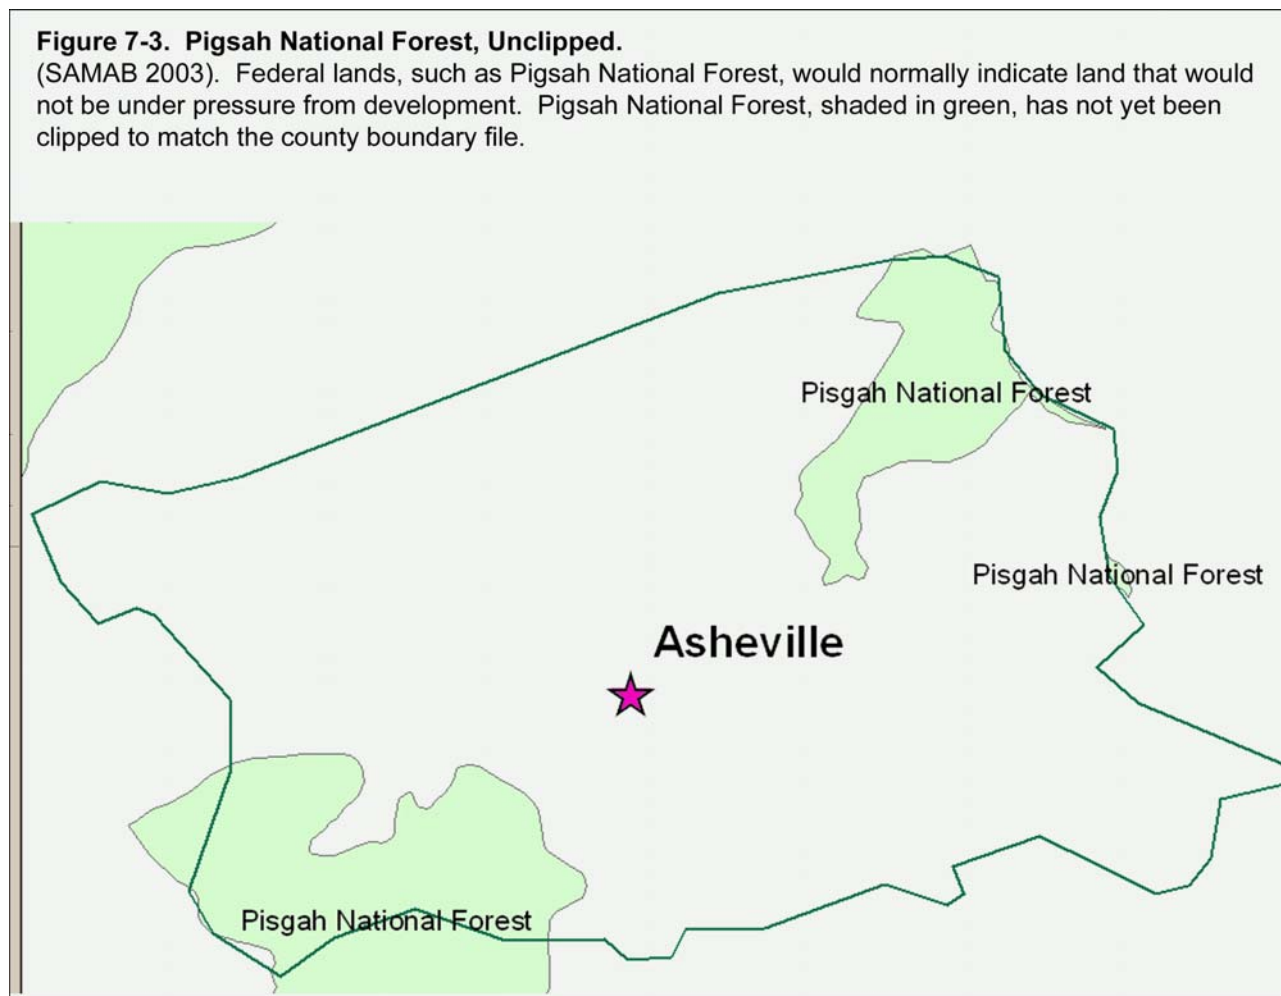 Figure 7-3. Pigsah National Forest, Unclipped.
(SAMAB 2003). Federal lands, such as Pigsah National Forest, would normally indicate land that would
not be under pressure from development. Pigsah National Forest, shaded in green, has not yet been
clipped to match the county boundary file.
Pisgah National Forest
Pisgah National Forest
Asheville
Pisgah National Forest